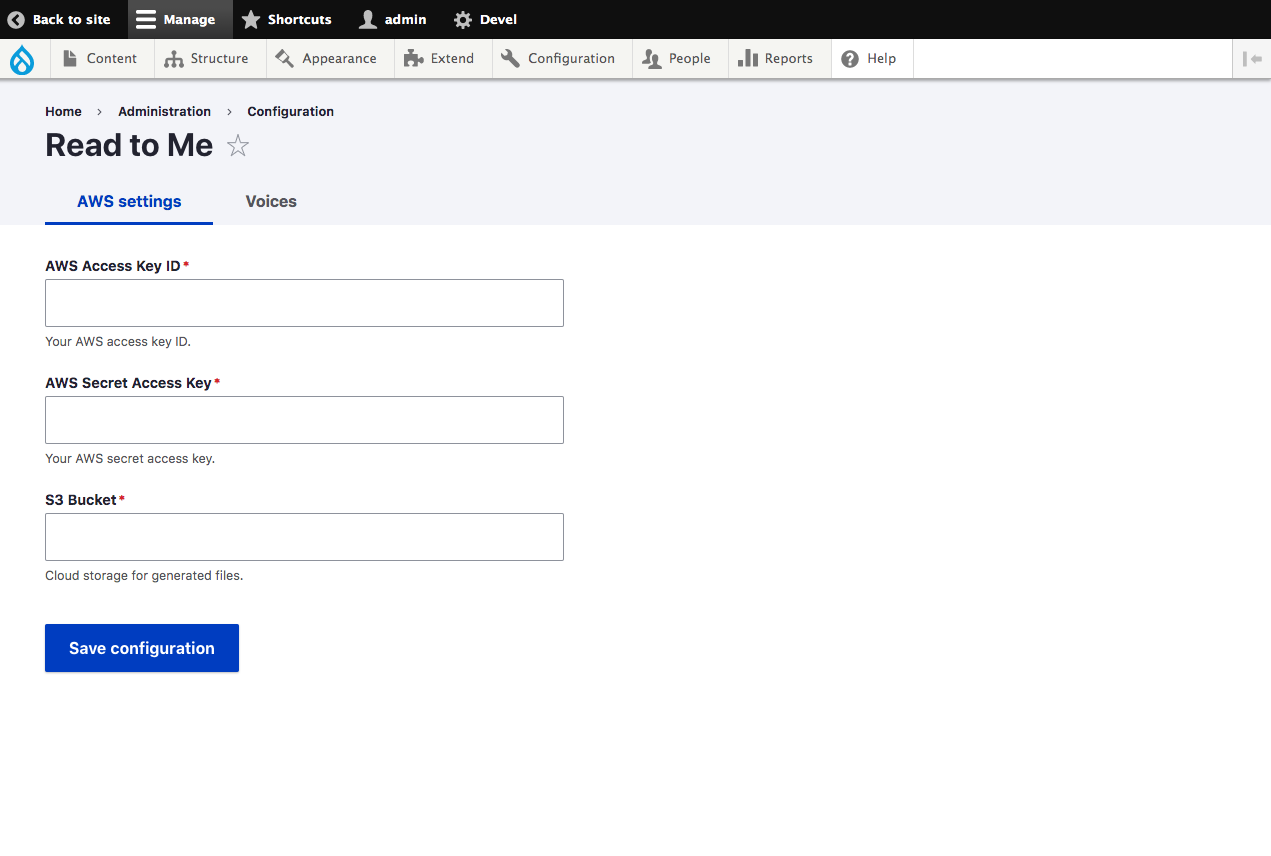 Back to site Manage Shortcuts admin Devel
Content Structure Appearance Extend Configuration People Reports Help
Home › Administration › Configuration
Read to Me
AWS settings Voices
AWS Access Key ID*
Your AWS access key ID.
AWS Secret Access Key*
Your AWS secret access key.
S3 Bucket*
Cloud storage for generated files.
Save configuration